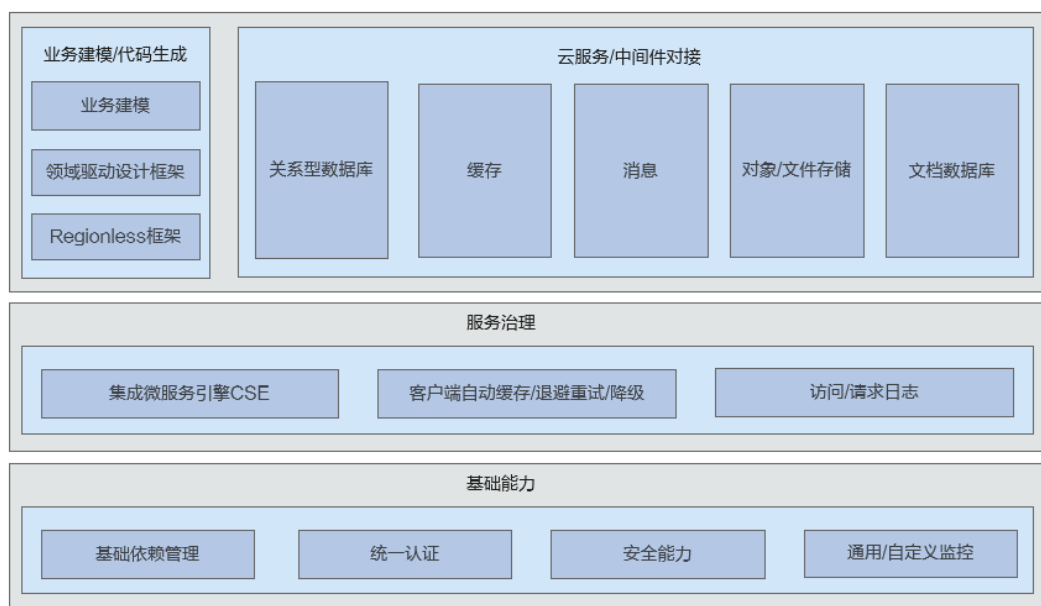 业务建模/代码生成
业务建模
领域驱动设计框架
Regionless框架
云服务/中间件对接
关系型数据库
缓存
消息
对象/文件存储
文档数据库
服务治理
集成微服务引擎CSE
客户端自动缓存/退避重试/降级
访问/请求日志
基础能力
基础依赖管理
统一认证
安全能力
通用/自定义监控